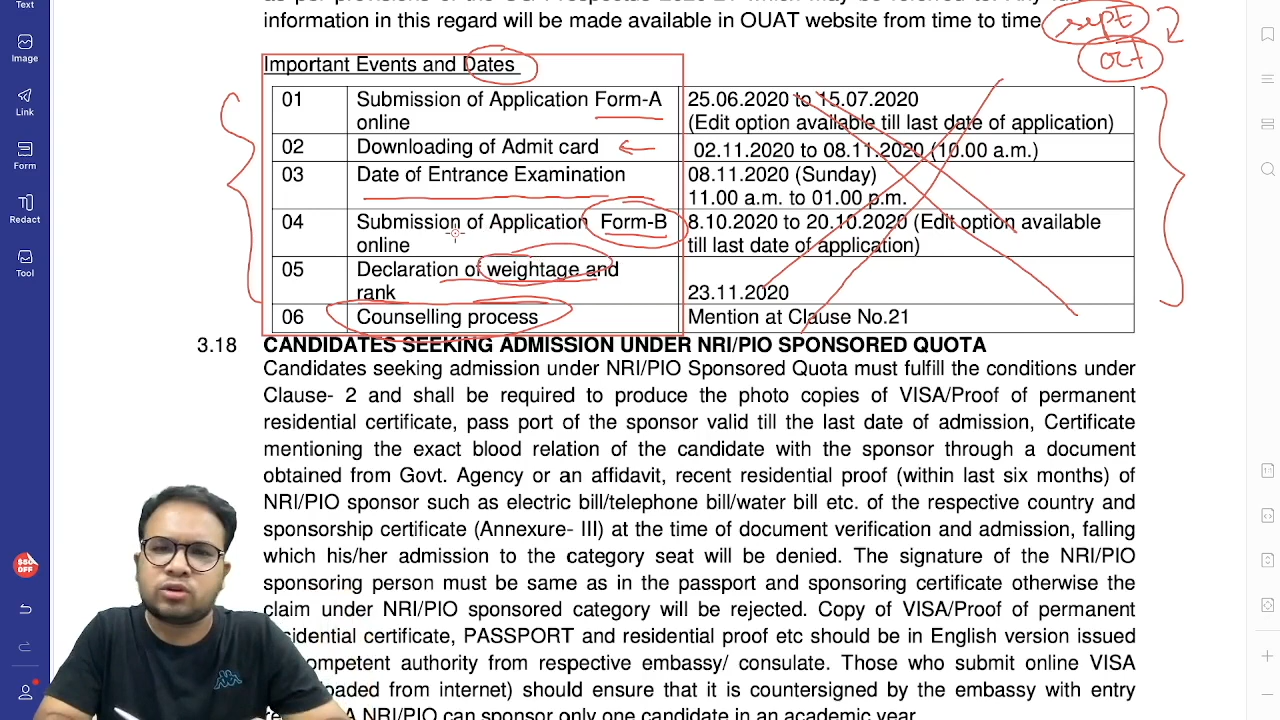 information in this regard will be made available in OUAT website from time to time.
sept
oct
Important Events and Dates
01 Submission of Application Form-A 25.06.2020 to 15.07.2020
online (Edit option available till last date of application)
02 Downloading of Admit card 02.11.2020 to 08.11.2020 (10.00 a.m.)
03 Date of Entrance Examination 08.11.2020 (Sunday)
11.00 a.m. to 01.00 p.m.
04 Submission of Application Form-B 8.10.2020 to 20.10.2020 (Edit option available
online till last date of application)
05 Declaration of weightage and
rank 23.11.2020
06 Counselling process Mention at Clause No.21
3.18 CANDIDATES SEEKING ADMISSION UNDER NRI/PIO SPONSORED QUOTA
Candidates seeking admission under NRI/PIO Sponsored Quota must fulfill the conditions under
Clause- 2 and shall be required to produce the photo copies of VISA/Proof of permanent
residential certificate, pass port of the sponsor valid till the last date of admission, Certificate
mentioning the exact blood relation of the candidate with the sponsor through a document
obtained from Govt. Agency or an affidavit, recent residential proof (within last six months) of
NRI/PIO sponsor such as electric bill/telephone bill/water bill etc. of the respective country and
sponsorship certificate (Annexure- III) at the time of document verification and admission, falling
which his/her admission to the category seat will be denied. The signature of the NRI/PIO
sponsoring person must be same as in the passport and sponsoring certificate otherwise the
claim under NRI/PIO sponsored category will be rejected. Copy of VISA/Proof of permanent
sidential certificate, PASSPORT and residential proof etc should be in English version issued
ompetent authority from respective embassy/ consulate. Those who submit online VISA
oaded from internet) should ensure that it is countersigned by the embassy with entry
A NRI/PIO can sponsor only one candidate in an academic year.
Text
Image
Link
Form
Redact
Tool
$80
OFF